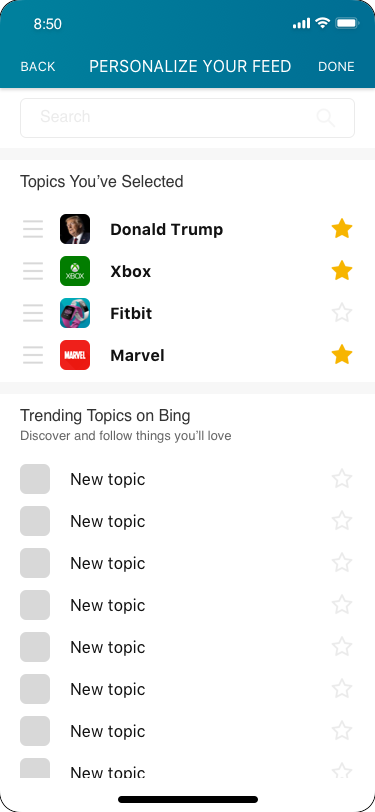 8:50
BACK PERSONALIZE YOUR FEED DONE
Search
Topics You’ve Selected
Donald Trump
XBOX
Xbox
Fitbit
MARVEL
Marvel
Trending Topics on Bing
Discover and follow things you’ll love
New topic
New topic
New topic
New topic
New topic
New topic
New topic
New topic